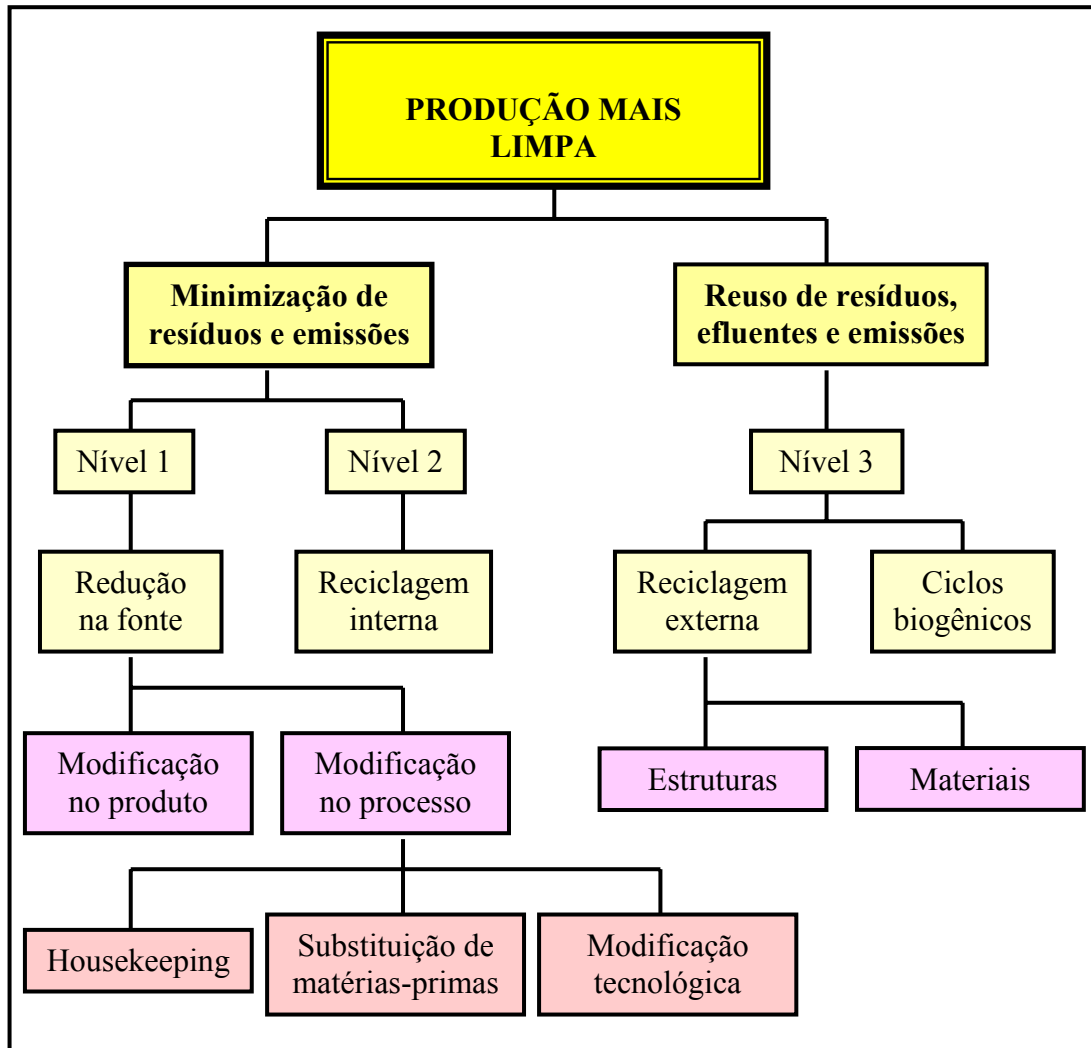 PRODUÇÃO MAIS
LIMPA
Minimização de
resíduos e emissões
Reuso de resíduos,
efluentes e emissões
Nível 1
Nível 2
Nível 3
Redução
na fonte
Reciclagem
interna
Reciclagem
externa
Ciclos
biogênicos
Modificação
no produto
Modificação
no processo
Estruturas
Materiais
Housekeeping
Substituição de
matérias-primas
Modificação
tecnológica